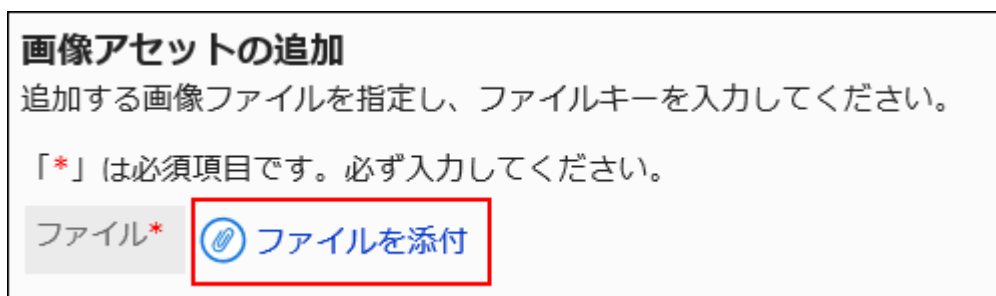 画像アセットの追加
追加する画像ファイルを指定し、ファイルキーを入力してください。
「*」は必須項目です。必ず入力してください。
ファイル* ファイルを添付